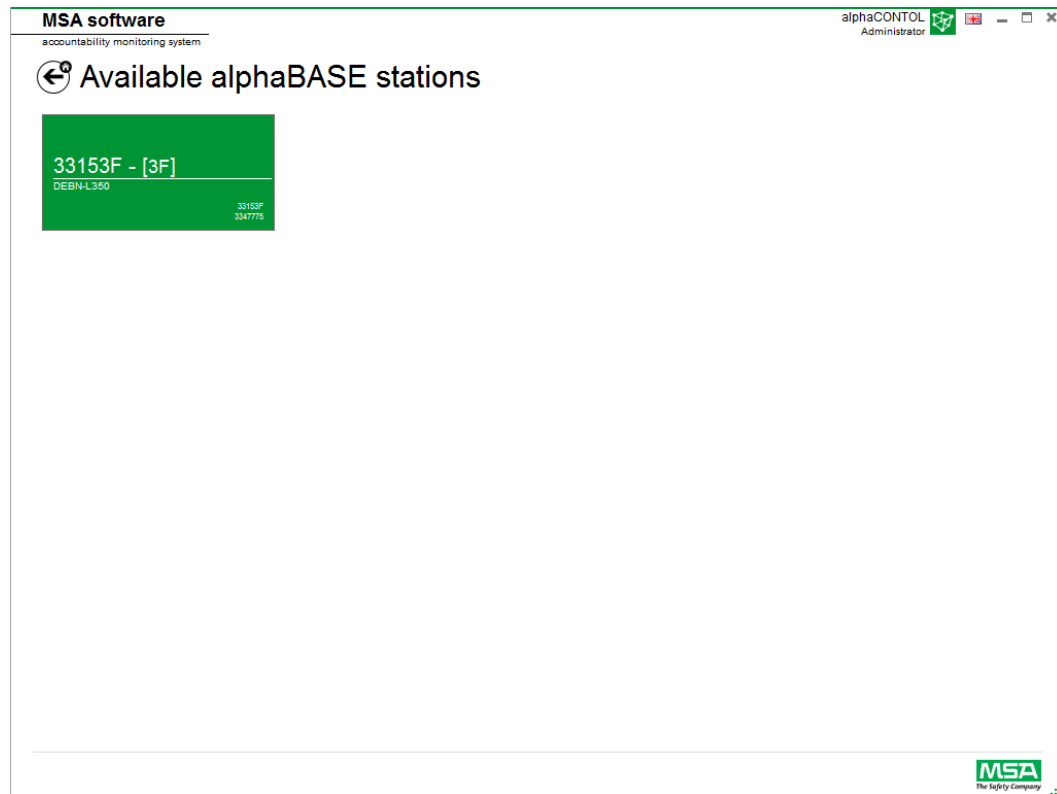 MSA software
accountability monitoring system
alphaCONTOL
Administrator
Available alphaBASE stations
33153F - [3F]
DEBN-L350
33153F
3347775
MSA
The Safety Company